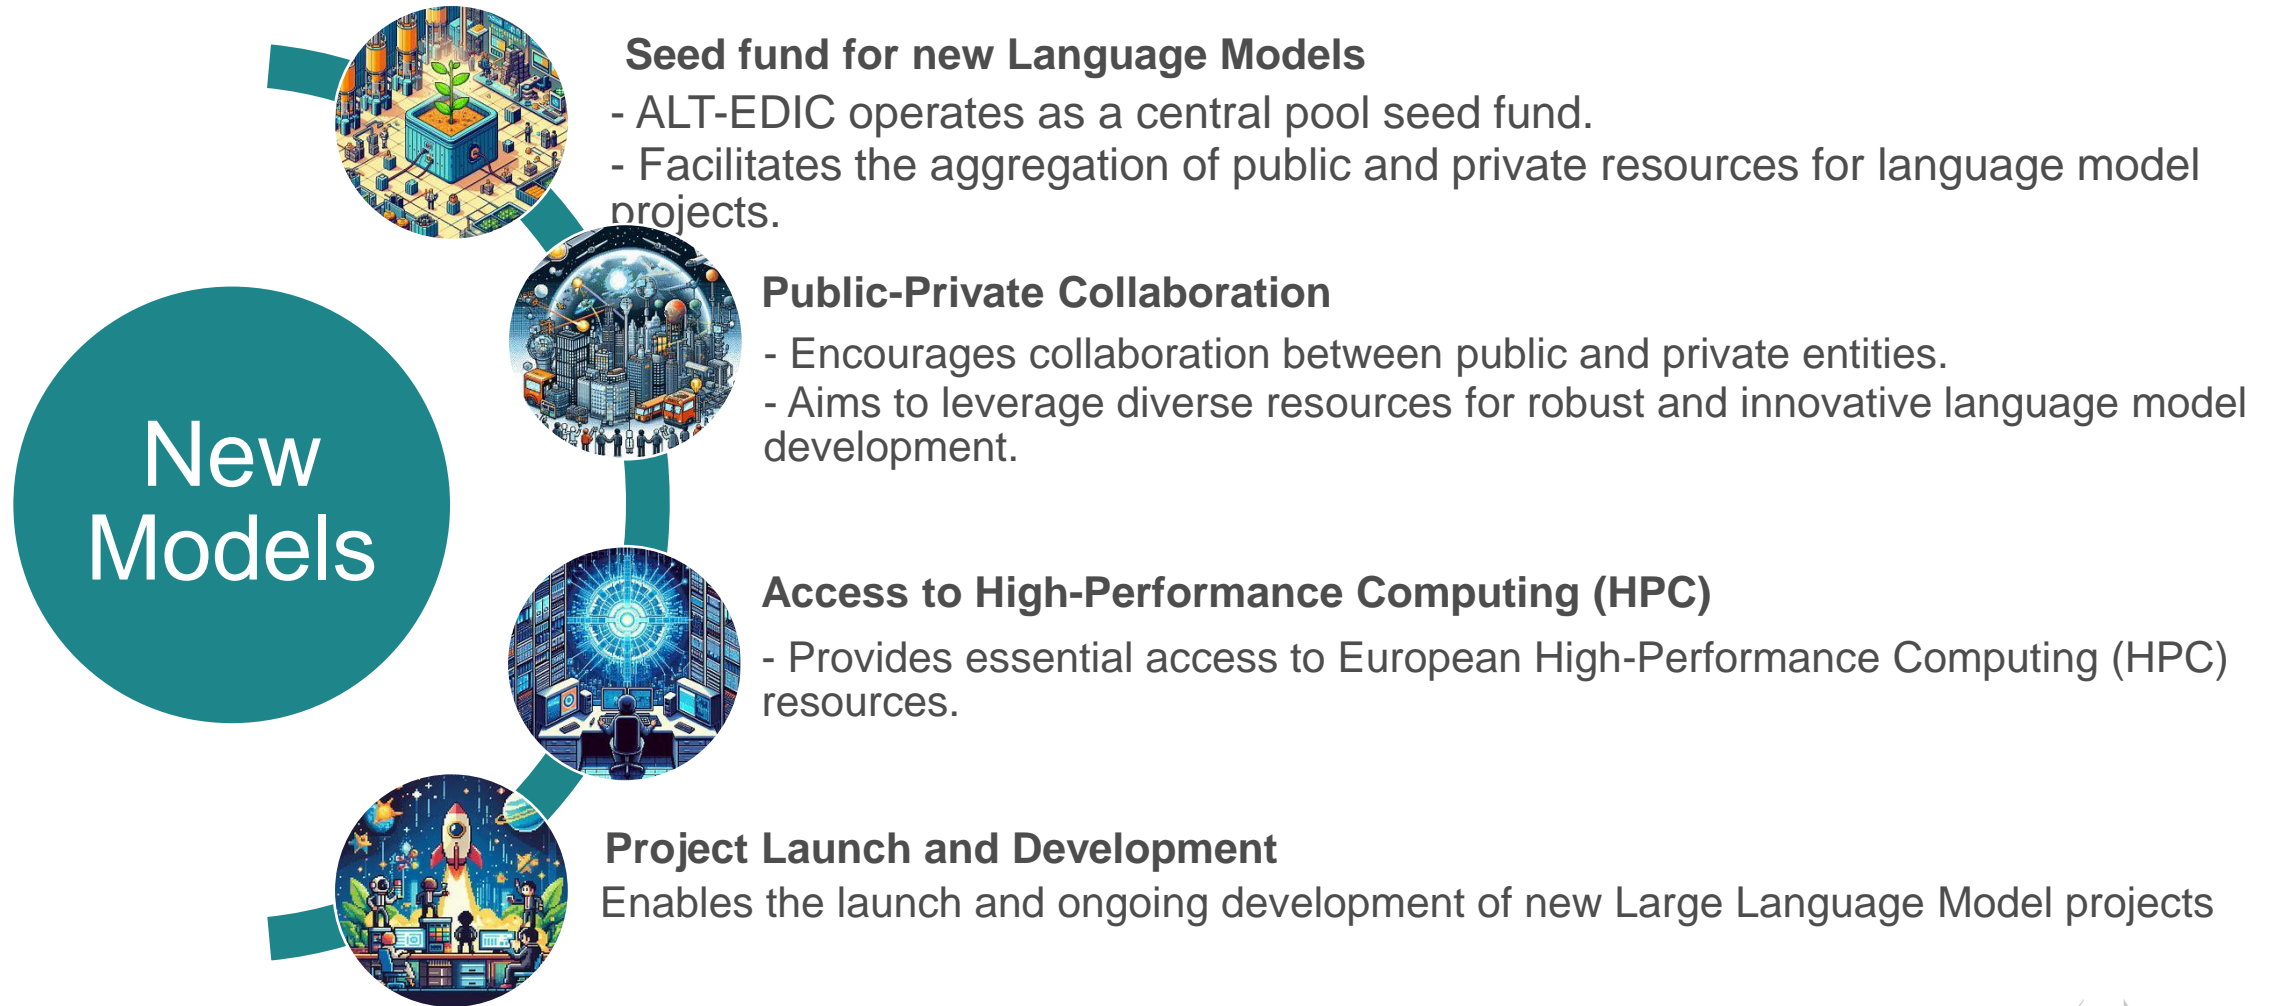 New
Models
Seed fund for new Language Models
- ALT-EDIC operates as a central pool seed fund.
- Facilitates the aggregation of public and private resources for language model
projects.
Public-Private Collaboration
- Encourages collaboration between public and private entities.
- Aims to leverage diverse resources for robust and innovative language model
development.
Access to High-Performance Computing (HPC)
- Provides essential access to European High-Performance Computing (HPC)
resources.
Project Launch and Development
Enables the launch and ongoing development of new Large Language Model projects